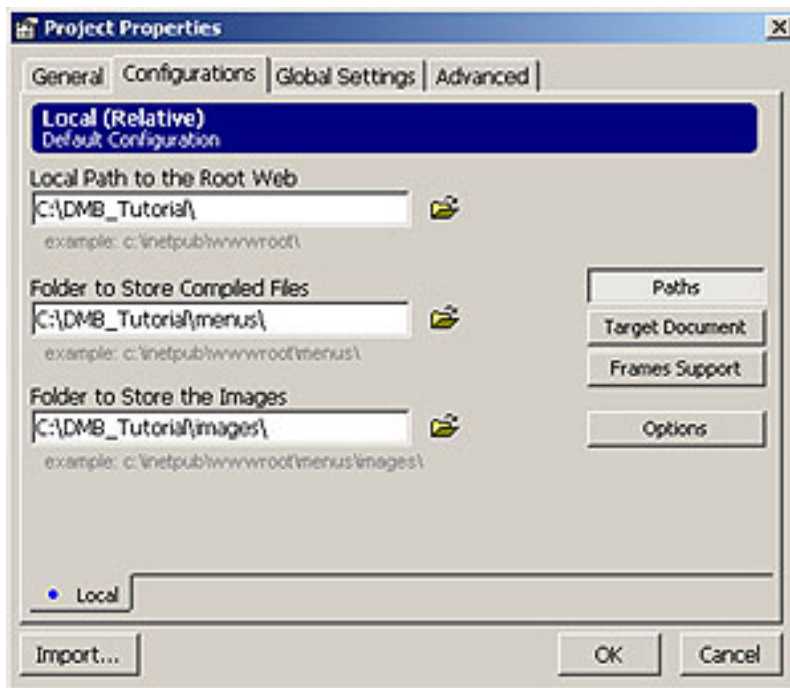 Project Properties
General Configurations Global Settings Advanced
Local (Relative)
Default Configuration
Local Path to the Root Web
C:\DMB_Tutorial\
example: c:\inetpub\wwwroot\
Folder to Store Compiled Files
C:\DMB_Tutorial\menus\
example: c:\inetpub\wwwroot\menus\
Folder to Store the Images
C:\DMB_Tutorial\images\
example: c:\inetpub\wwwroot\menus\images\
Paths
Target Document
Frames Support
Options
Local
Import...
OK
Cancel